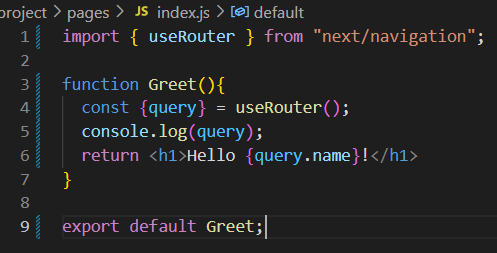 project > pages > JS index.js > default
1 import { useRouter } from "next/navigation";
2
3 function Greet(){
4 const {query} = useRouter();
5 console.log(query);
6 return <h1>Hello {query.name}!</h1>
7 }
8
9 export default Greet;